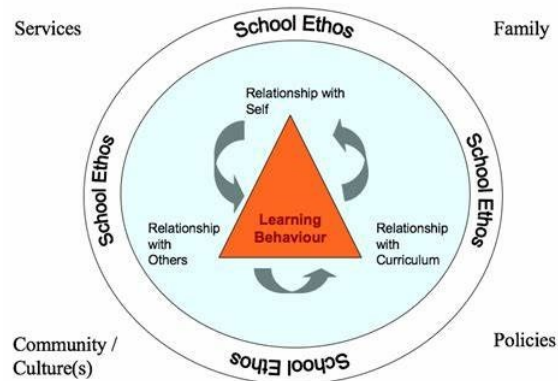 Services
School Ethos
Family
Relationship with
Self
School Ethos
School Ethos
Learning
Behaviour
Relationship
with
Others
Relationship
with
Curriculum
School Ethos
Community /
Culture(s)
Policies